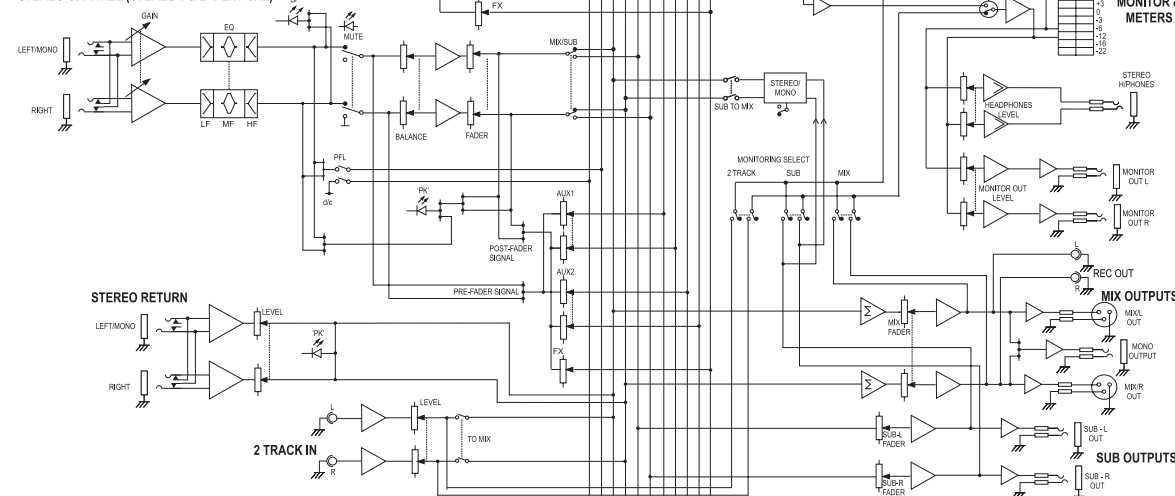 GAIN
MUTE
FX
MONITOR &
METERS
+3
0
-3
-6
-12
-16
-22
LEFT/MONO
EQ
MIX/SUB
RIGHT
LF MF HF
BALANCE
FADER
SUB TO MIX
STEREO/
MONO
STEREO
H/PHONES
HEADPHONES
LEVEL
PFL
d/c
'PK'
MONITORING SELECT
2 TRACK SUB MIX
MONITOR
OUT L
MONITOR OUT
LEVEL
MONITOR
OUT R
AUX1
POST-FADER
SIGNAL
AUX2
PRE-FADER SIGNAL
L
R
REC OUT
STEREO RETURN
LEFT/MONO
LEVEL
'PK'
RIGHT
FX
Σ
MIX
FADER
MIX OUTPUTS
MIX/L
OUT
MONO
OUTPUT
Σ
MIX/R
OUT
2 TRACK IN
L
R
LEVEL
TO MIX
SUB-L
FADER
SUB - L
OUT
SUB OUTPUTS
SUB-R
FADER
SUB - R
OUT